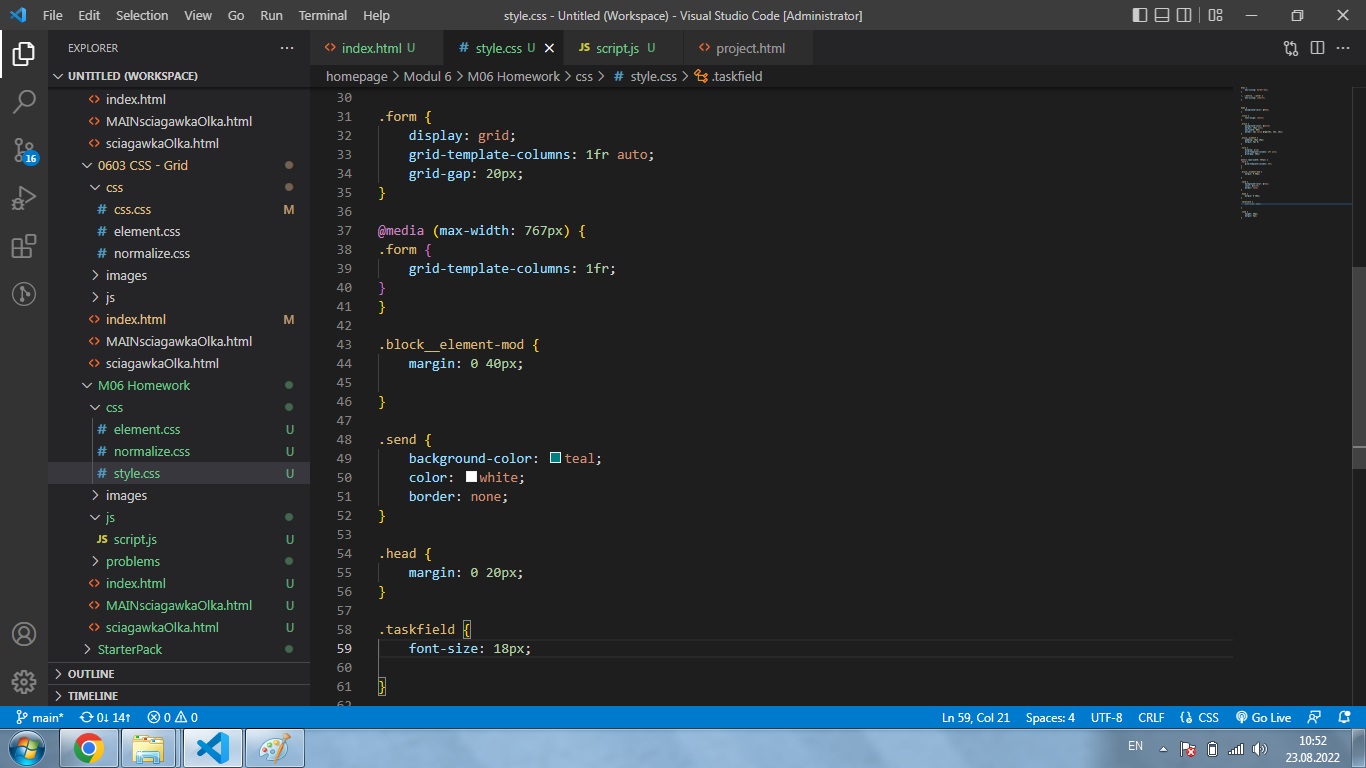 File Edit Selection View Go Run Terminal Help
style.css - Untitled (Workspace) - Visual Studio Code [Administrator]
EXPLORER
UNTITLED (WORKSPACE)
index.html
MAINsciagawkaOlka.html
sciagawkaOlka.html
0603 CSS - Grid
css
css.css M
element.css
normalize.css
images
js
index.html M
MAINsciagawkaOlka.html
sciagawkaOlka.html
M06 Homework
css
element.css U
normalize.css U
style.css U
images
js
JS script.js U
problems
index.html U
MAINsciagawkaOlka.html U
sciagawkaOlka.html U
StarterPack
OUTLINE
TIMELINE
16
index.html U
# style.css U
JS script.js U
project.html
homepage > Modul 6 > M06 Homework > css > # style.css > .taskfield
30
31 .form {
32 display: grid;
33 grid-template-columns: 1fr auto;
34 grid-gap: 20px;
35 }
36
37 @media (max-width: 767px) {
38 .form {
39 grid-template-columns: 1fr;
40 }
41 }
42
43 .block__element-mod {
44 margin: 0 40px;
45
46 }
47
48 .send {
49 background-color: teal;
50 color: white;
51 border: none;
52 }
53
54 .head {
55 margin: 0 20px;
56 }
57
58 .taskfield {
59 font-size: 18px;
60
61 }
62
main* 0↓ 14↑ 0 0 Ln 59, Col 21 Spaces: 4 UTF-8 CRLF {} CSS Go Live
EN 10:52
23.08.2022